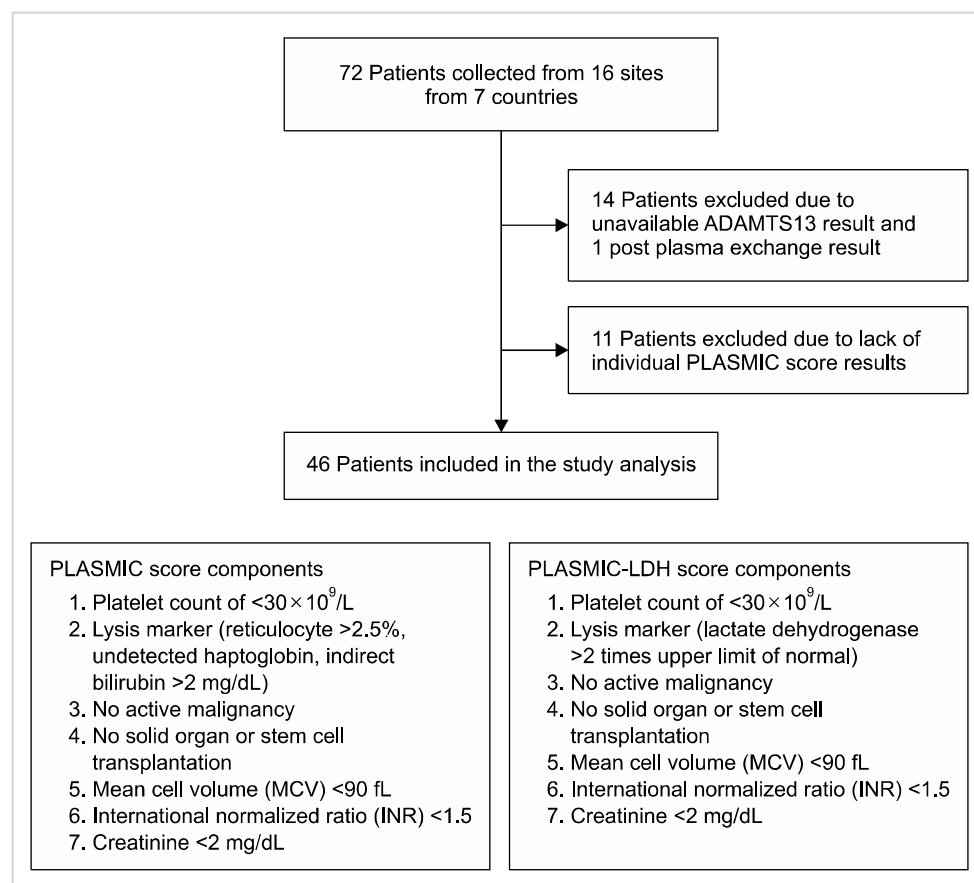 72 Patients collected from 16 sites
from 7 countries
14 Patients excluded due to
unavailable ADAMTS13 result and
1 post plasma exchange result
11 Patients excluded due to lack of
individual PLASMIC score results
46 Patients included in the study analysis
PLASMIC score components
1. Platelet count of <30×10⁹/L
2. Lysis marker (reticulocyte >2.5%,
undetected haptoglobin, indirect
bilirubin >2 mg/dL)
3. No active malignancy
4. No solid organ or stem cell
transplantation
5. Mean cell volume (MCV) <90 fL
6. International normalized ratio (INR) <1.5
7. Creatinine <2 mg/dL
PLASMIC-LDH score components
1. Platelet count of <30×10⁹/L
2. Lysis marker (lactate dehydrogenase
>2 times upper limit of normal)
3. No active malignancy
4. No solid organ or stem cell
transplantation
5. Mean cell volume (MCV) <90 fL
6. International normalized ratio (INR) <1.5
7. Creatinine <2 mg/dL